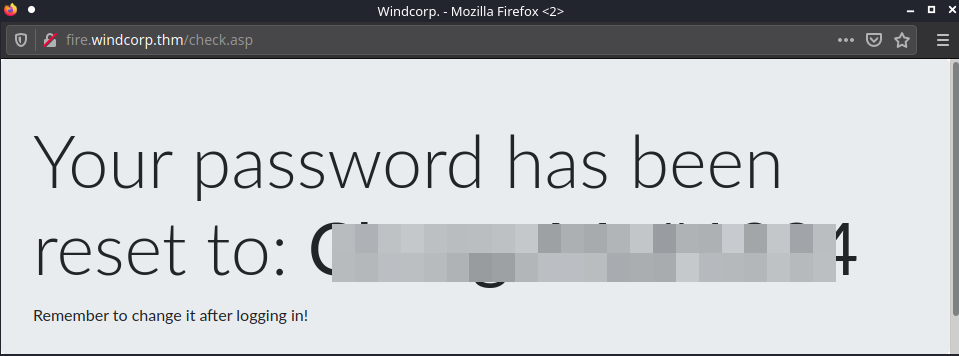 Windcorp. - Mozilla Firefox <2>
fire.windcorp.thm/check.asp
Your password has been
reset to:
Remember to change it after logging in!